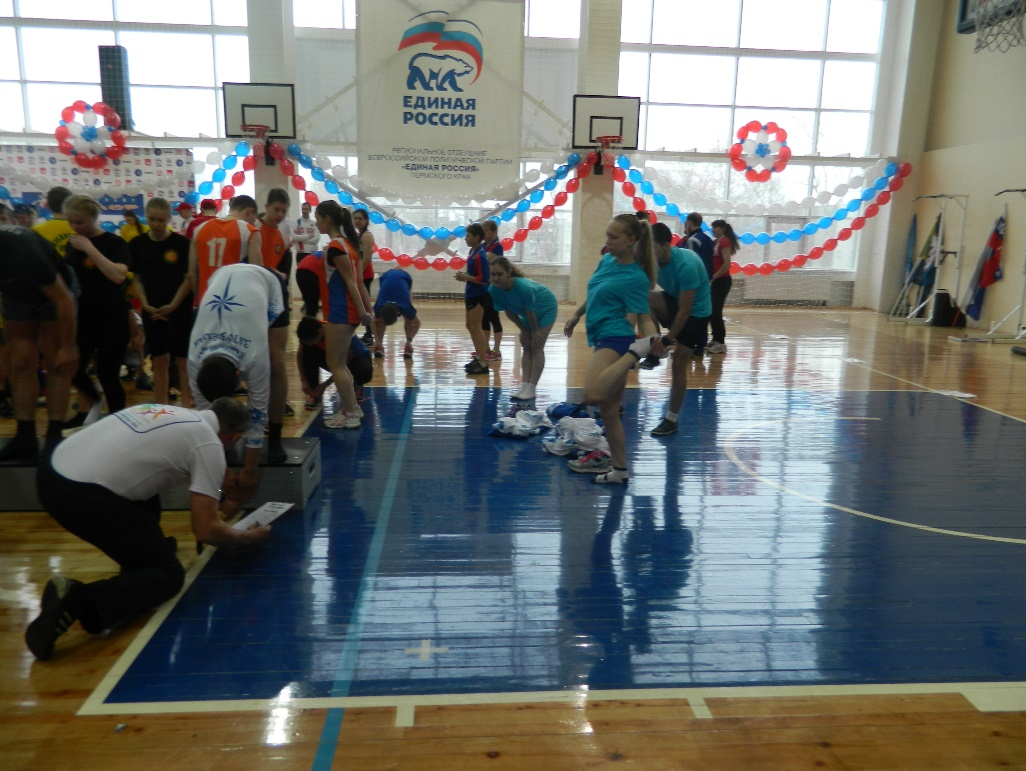 ЕДИНАЯ
РОССИЯ
РЕГИОНАЛЬНОЕ ОТДЕЛЕНИЕ
ВСЕРОССИЙСКОЙ ПОЛИТИЧЕСКОЙ ПАРТИИ
"ЕДИНАЯ РОССИЯ"
ПЕРМСКОГО КРАЯ
17